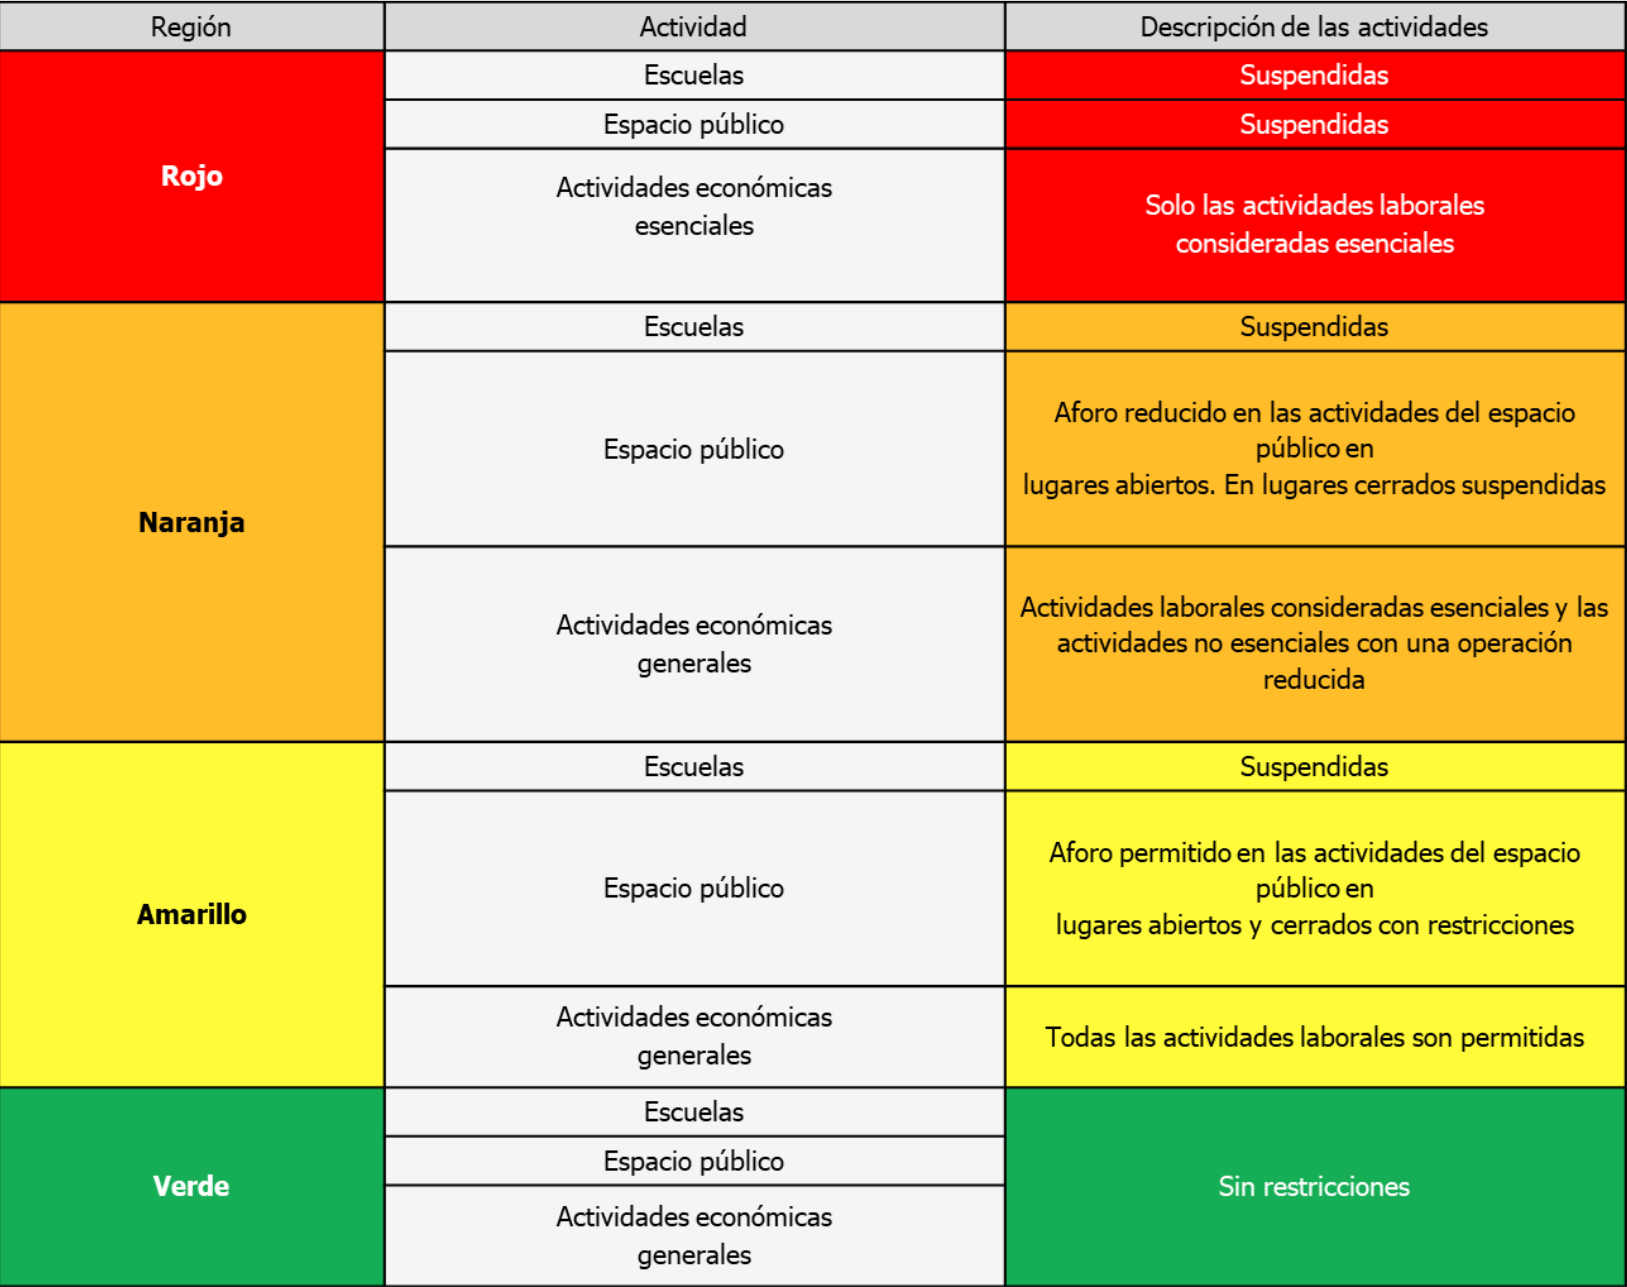 Región
Actividad
Descripción de las actividades
Rojo
Escuelas
Suspendidas
Espacio público
Suspendidas
Actividades económicas
esenciales
Solo las actividades laborales
consideradas esenciales
Naranja
Escuelas
Suspendidas
Espacio público
Aforo reducido en las actividades del espacio
público en
lugares abiertos. En lugares cerrados suspendidas
Actividades económicas
generales
Actividades laborales consideradas esenciales y las
actividades no esenciales con una operación
reducida
Amarillo
Escuelas
Suspendidas
Espacio público
Aforo permitido en las actividades del espacio
público en
lugares abiertos y cerrados con restricciones
Actividades económicas
generales
Todas las actividades laborales son permitidas
Verde
Escuelas
Espacio público
Actividades económicas
generales
Sin restricciones